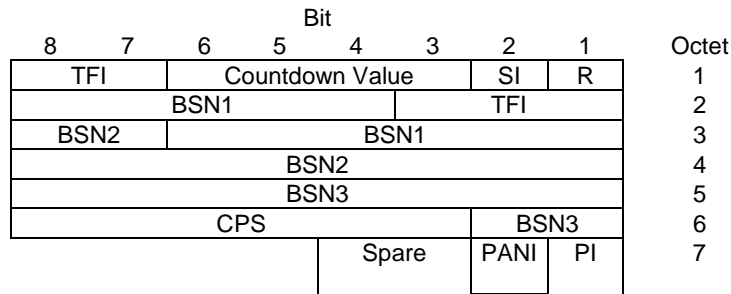 Bit
8 7 6 5 4 3 2 1 Octet
TFI Countdown Value SI R 1
BSN1 TFI 2
BSN2 BSN1 3
BSN2 4
BSN3 5
CPS BSN3 6
Spare PANI PI 7